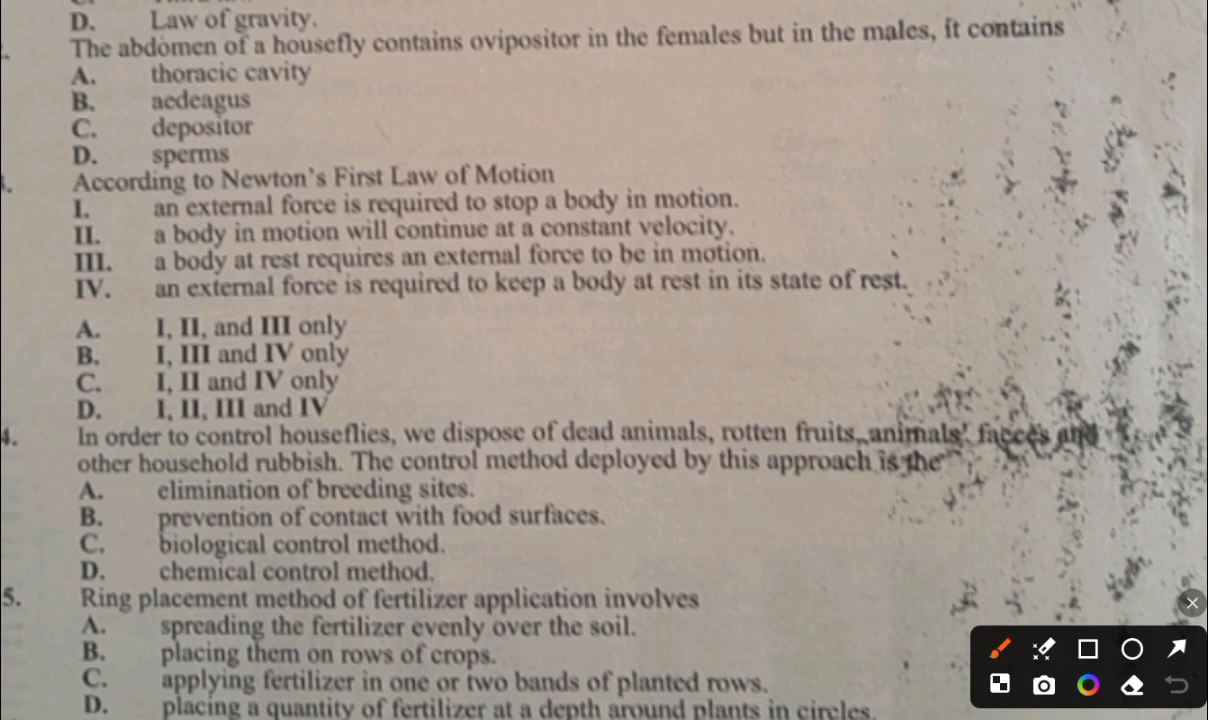 D. Law of gravity.
The abdomen of a housefly contains ovipositor in the females but in the males, it contains
A. thoracic cavity
B. aedeagus
C. depositor
D. sperms
According to Newton's First Law of Motion
I. an external force is required to stop a body in motion.
II. a body in motion will continue at a constant velocity.
III. a body at rest requires an external force to be in motion.
IV. an external force is required to keep a body at rest in its state of rest.
A. I, II, and III only
B. I, III and IV only
C. I, II and IV only
D. I, II, III and IV
4. In order to control houseflies, we dispose of dead animals, rotten fruits, animals' faeces and
other household rubbish. The control method deployed by this approach is the
A. elimination of breeding sites.
B. prevention of contact with food surfaces.
C. biological control method.
D. chemical control method.
5. Ring placement method of fertilizer application involves
A. spreading the fertilizer evenly over the soil.
B. placing them on rows of crops.
C. applying fertilizer in one or two bands of planted rows.
D. placing a quantity of fertilizer at a depth around plants in circles.